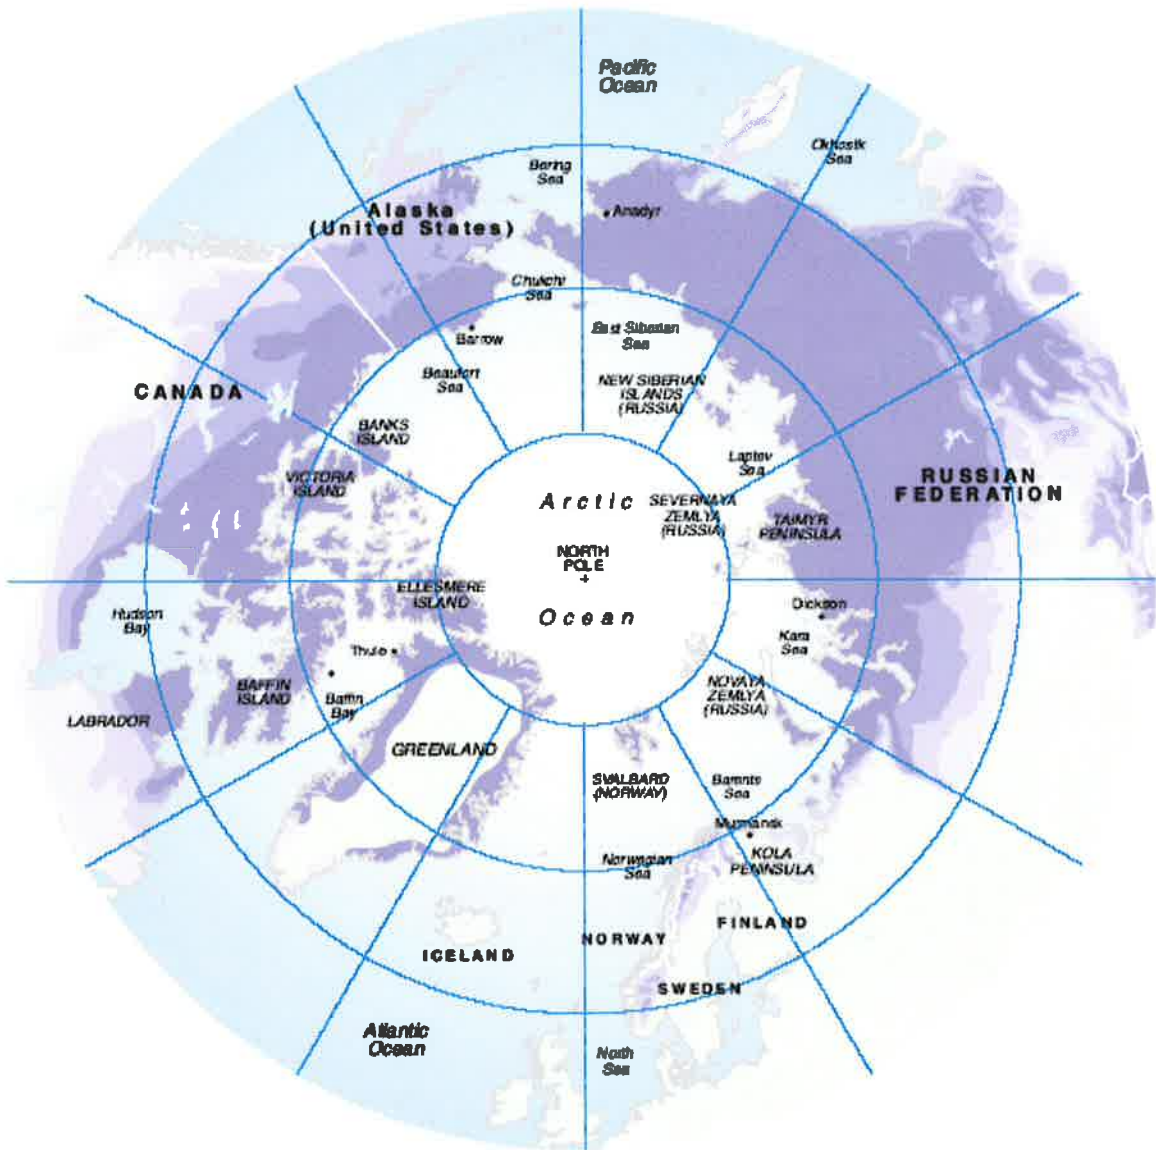 Pacific
Ocean
Okhostk
Sea
Bering
Sea
Alaska
(United States)
Anadyr
Chukchi
Sea
Barrow
East Siberian
Sea
Beaufort
Sea
NEW SIBERIAN
ISLANDS
(RUSSIA)
CANADA
BANKS
ISLAND
Laptev
Sea
VICTORIA
ISLAND
RUSSIAN
FEDERATION
Arctic
SEVERNAYA
ZEMLYA
(RUSSIA)
TAIMYR
PENINSULA
NORTH
POLE
+
ELLESMERE
ISLAND
Ocean
Dickson
Hudson
Bay
Kara
Sea
Thule
BAFFIN
ISLAND
Baffin
Bay
NOVAYA
ZEMLYA
(RUSSIA)
LABRADOR
GREENLAND
SVALBARD
(NORWAY)
Barents
Sea
Murmansk
KOLA
PENINSULA
Norwegian
Sea
FINLAND
NORWAY
ICELAND
SWEDEN
Atlantic
Ocean
North
Sea